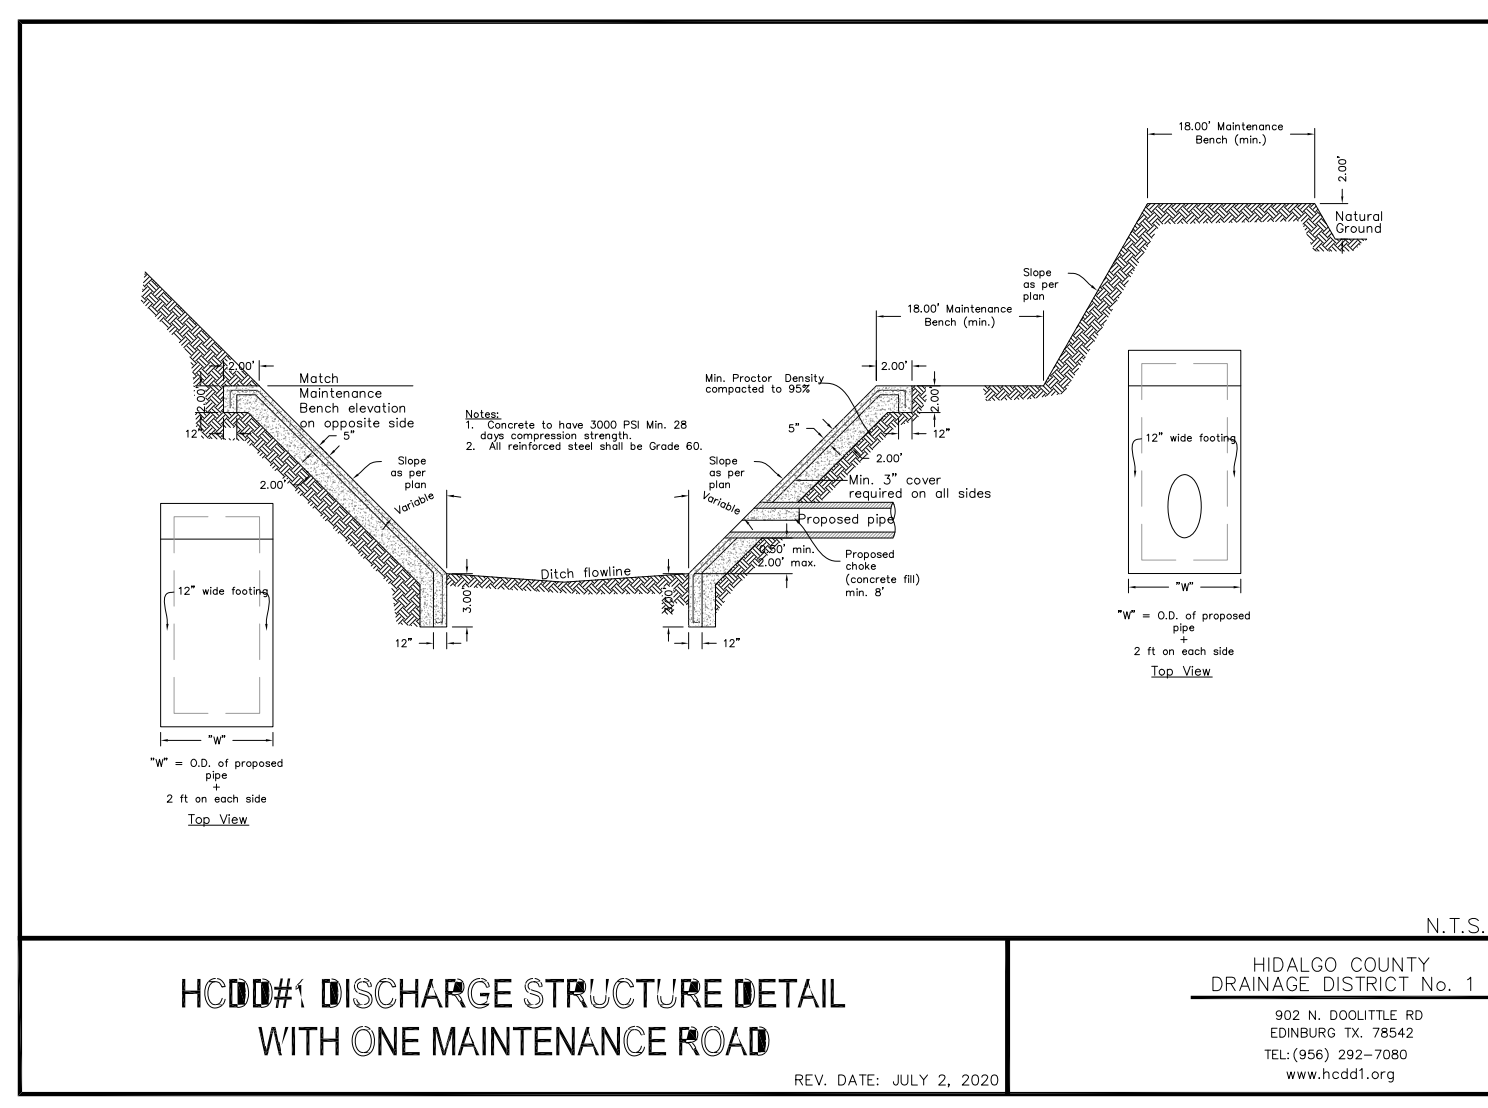 18.00' Maintenance
Bench (min.)
2.00'
Natural
Ground
Slope
as per
plan
18.00' Maintenance
Bench (min.)
2.00'
Match
Maintenance
Bench elevation
on opposite side
2.00'
12"
5"
2.00'
Slope
as per
plan
Variable
Notes:
1. Concrete to have 3000 PSI Min. 28
days compression strength.
2. All reinforced steel shall be Grade 60.
Min. Proctor Density
compacted to 95%
2.00'
2.00'
12"
5"
2.00'
Slope
as per
plan
Variable
Min. 3" cover
required on all sides
Proposed pipe
0.50' min.
2.00' max.
Proposed
choke
(concrete fill)
min. 8'
Ditch flowline
3.00'
12"
12"
12" wide footing
"W"
"W" = O.D. of proposed
pipe
+
2 ft on each side
Top View
12" wide footing
"W"
"W" = O.D. of proposed
pipe
+
2 ft on each side
Top View
N.T.S.
HCDD#1 DISCHARGE STRUCTURE DETAIL
WITH ONE MAINTENANCE ROAD
REV. DATE: JULY 2, 2020
HIDALGO COUNTY
DRAINAGE DISTRICT No. 1
902 N. DOOLITTLE RD
EDINBURG TX. 78542
TEL:(956) 292-7080
www.hcdd1.org